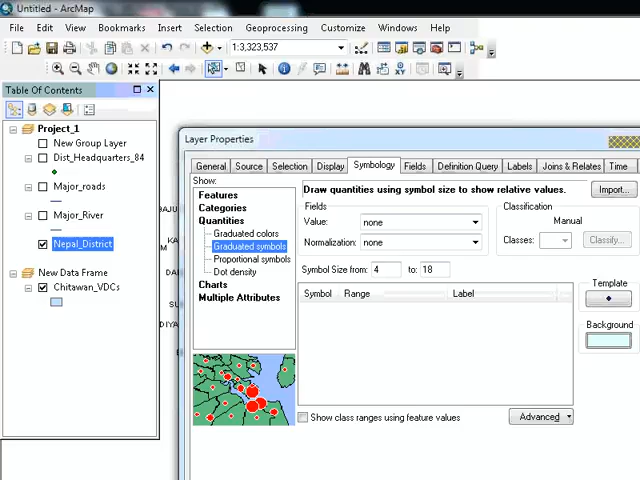 Untitled - ArcMap
File Edit View Bookmarks Insert Selection Geoprocessing Customize Windows Help
1:3,323,537
Table Of Contents
Project_1
New Group Layer
Dist_Headquarters_84
Major_roads
Major_River
Nepal_District
New Data Frame
Chitawan_VDCs
Layer Properties
General Source Selection Display Symbology Fields Definition Query Labels Joins & Relates Time
Show:
Features
Categories
Quantities
Graduated colors
Graduated symbols
Proportional symbols
Dot density
Charts
Multiple Attributes
Draw quantities using symbol size to show relative values.
Import...
Fields
Value: none
Normalization: none
Classification
Manual
Classes: Classify...
Symbol Size from: 4 to: 18
Symbol Range Label
Template
Background
Show class ranges using feature values
Advanced